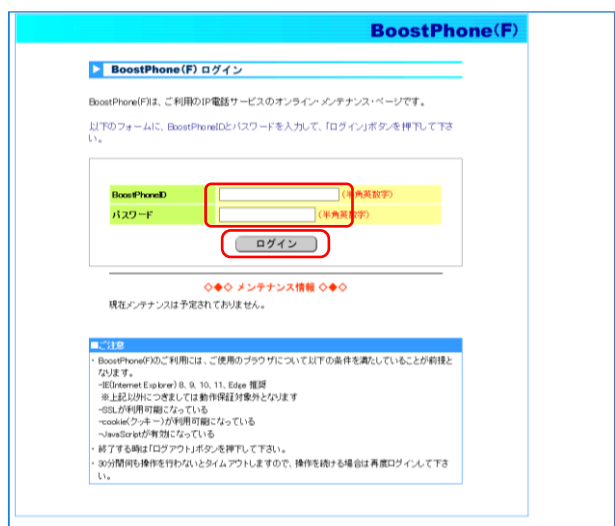 BoostPhone(F)
BoostPhone(F) ログイン
BoostPhone(F)は、ご利用のIP電話サービスのオンライン・メンテナンス・ページです。
以下のフォームに、BoostPhoneIDとパスワードを入力して、「ログイン」ボタンを押下して下さ
い。
BoostPhoneID (半角英数字)
パスワード (半角英数字)
ログイン
◇◆◇ メンテナンス情報 ◇◆◇
現在メンテナンスは予定されておりません。
■ご注意
・ BoostPhone(F)のご利用には、ご使用のブラウザについて以下の条件を満たしていることが前提と
なります。
-IE(Internet Explorer) 8、9、10、11、Edge 推奨
※上記以外につきましては動作保証対象外となります
-SSLが利用可能になっている
-cookie(クッキー)が利用可能になっている
-JavaScriptが有効になっている
・ 終了する時は「ログアウト」ボタンを押下して下さい。
・ 30分間何も操作を行わないとタイムアウトしますので、操作を続ける場合は再度ログインして下さ
い。